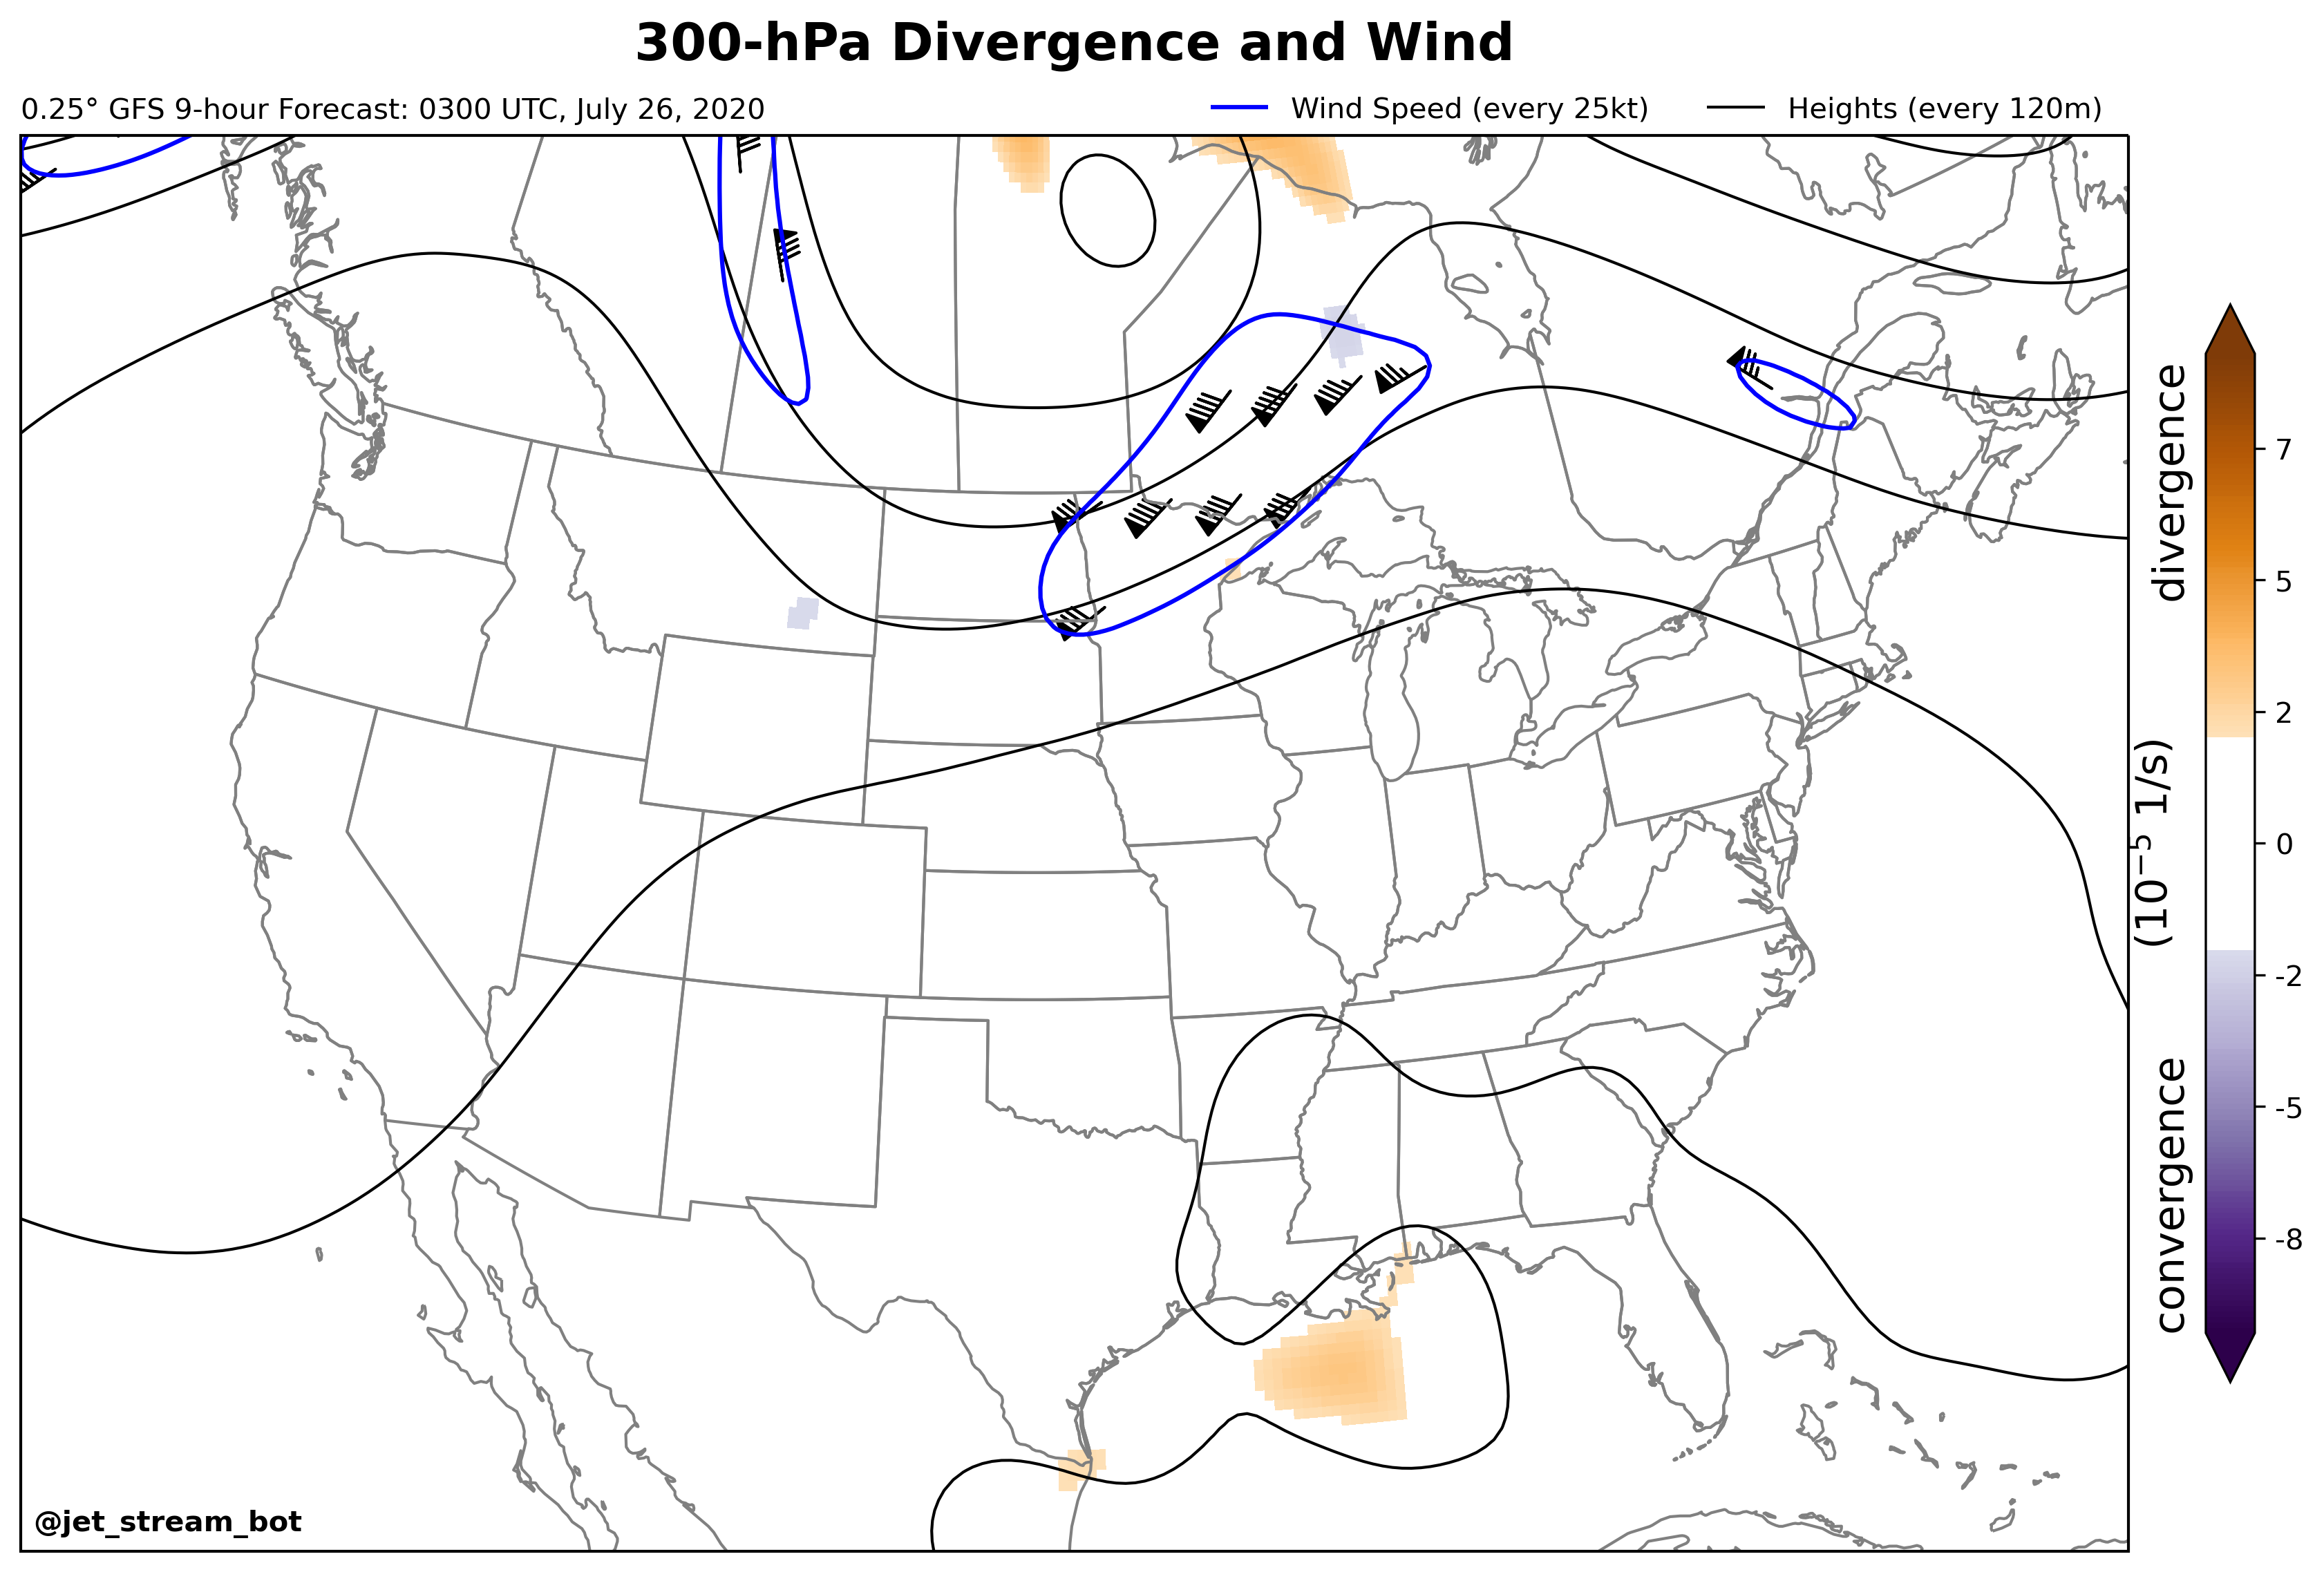 300-hPa Divergence and Wind
0.25° GFS 9-hour Forecast: 0300 UTC, July 26, 2020
Wind Speed (every 25kt)
Heights (every 120m)
divergence
(10⁻⁵ 1/s)
convergence
7
5
2
0
-2
-5
-8
@jet_stream_bot